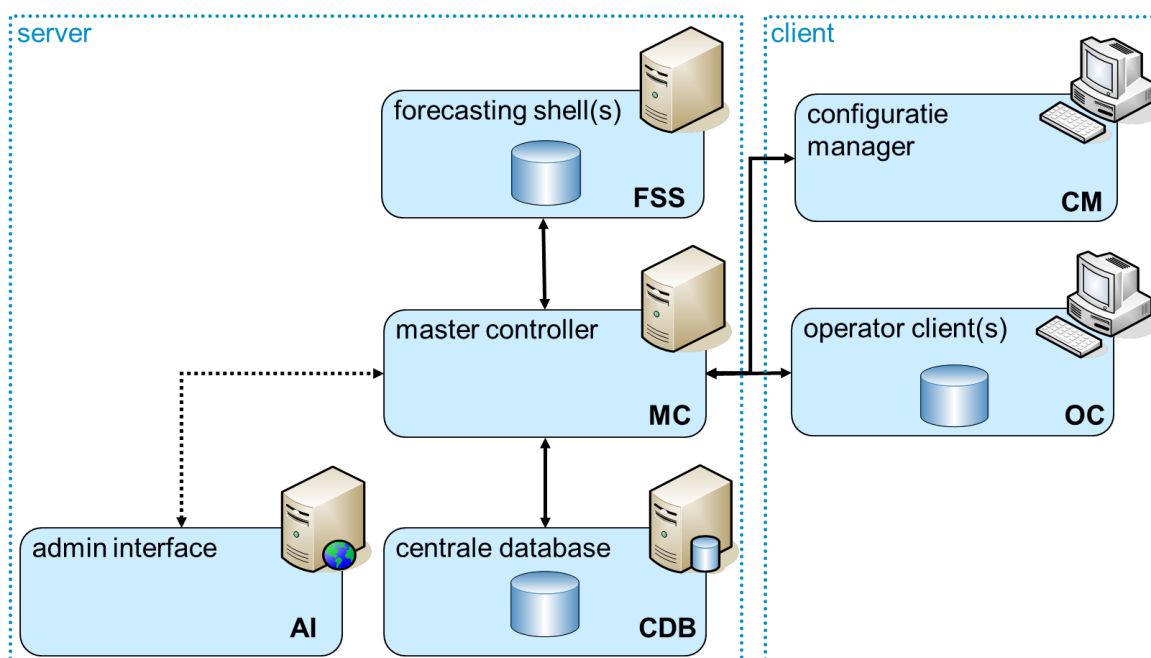 server
forecasting shell(s)
FSS
master controller
MC
admin interface
AI
centrale database
CDB
client
configuratie
manager
CM
operator client(s)
OC